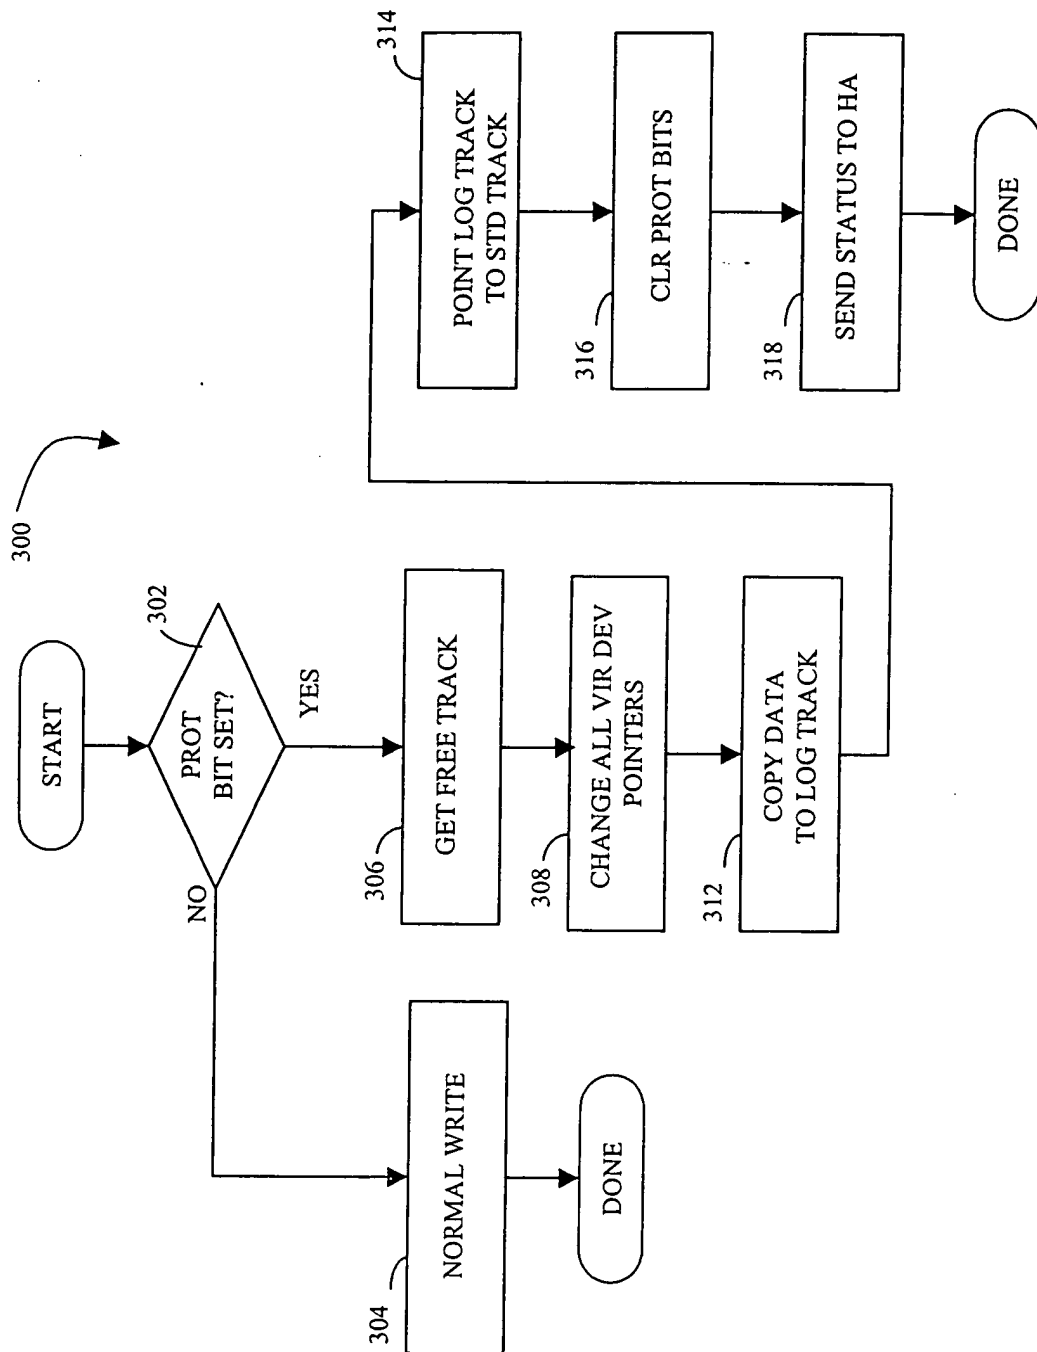 300
START
302
PROT
BIT SET?
NO
YES
304
NORMAL WRITE
DONE
306
GET FREE TRACK
308
CHANGE ALL VIR DEV
POINTERS
312
COPY DATA
TO LOG TRACK
314
POINT LOG TRACK
TO STD TRACK
316
CLR PROT BITS
318
SEND STATUS TO HA
DONE